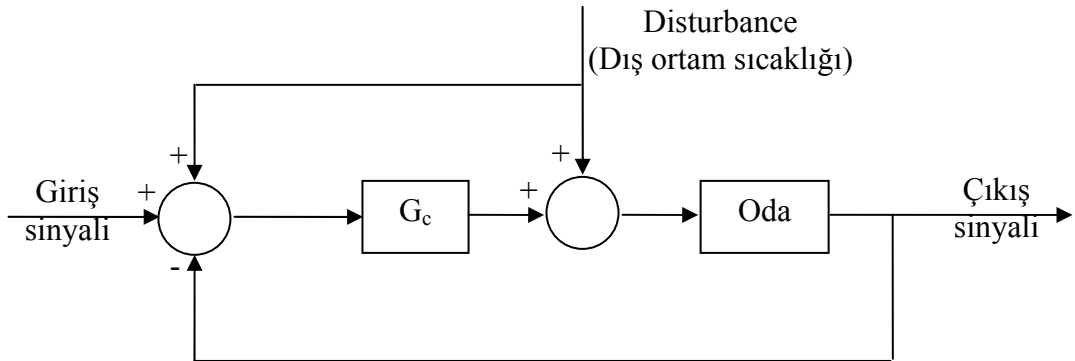 Disturbance
(Dış ortam sıcaklığı)
+
+
Giriş
sinyali
+
-
G_c
+
Oda
Çıkış
sinyali